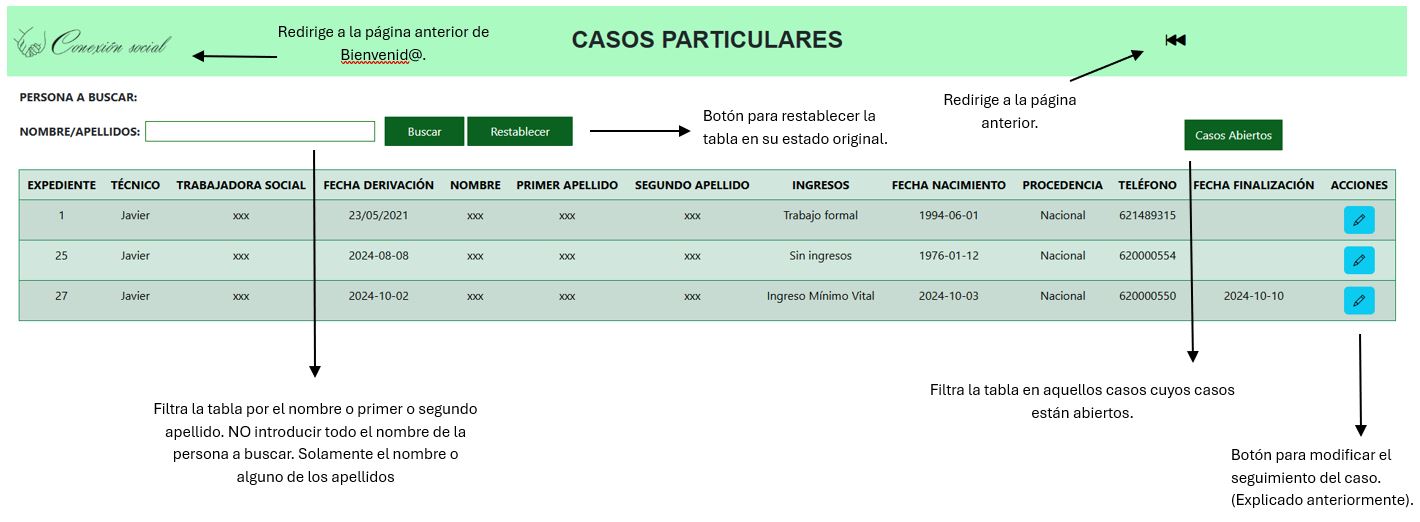 Conexión social
Redirige a la página anterior de
Bienvenid@.
CASOS PARTICULARES
Redirige a la página
anterior.
PERSONA A BUSCAR:
NOMBRE/APELLIDOS:
Buscar
Restablecer
Botón para restablecer la
tabla en su estado original.
Casos Abiertos
EXPEDIENTE TÉCNICO TRABAJADORA SOCIAL FECHA DERIVACIÓN NOMBRE PRIMER APELLIDO SEGUNDO APELLIDO INGRESOS FECHA NACIMIENTO PROCEDENCIA TELÉFONO FECHA FINALIZACIÓN ACCIONES
1 Javier xxx 23/05/2021 xxx xxx xxx Trabajo formal 1994-06-01 Nacional 621489315
25 Javier xxx 2024-08-08 xxx xxx xxx Sin ingresos 1976-01-12 Nacional 620000554
27 Javier xxx 2024-10-02 xxx xxx xxx Ingreso Mínimo Vital 2024-10-03 Nacional 620000550 2024-10-10
Filtra la tabla por el nombre o primer o segundo
apellido. NO introducir todo el nombre de la
persona a buscar. Solamente el nombre o
alguno de los apellidos
Filtra la tabla en aquellos casos cuyos casos
están abiertos.
Botón para modificar el
seguimiento del caso.
(Explicado anteriormente).